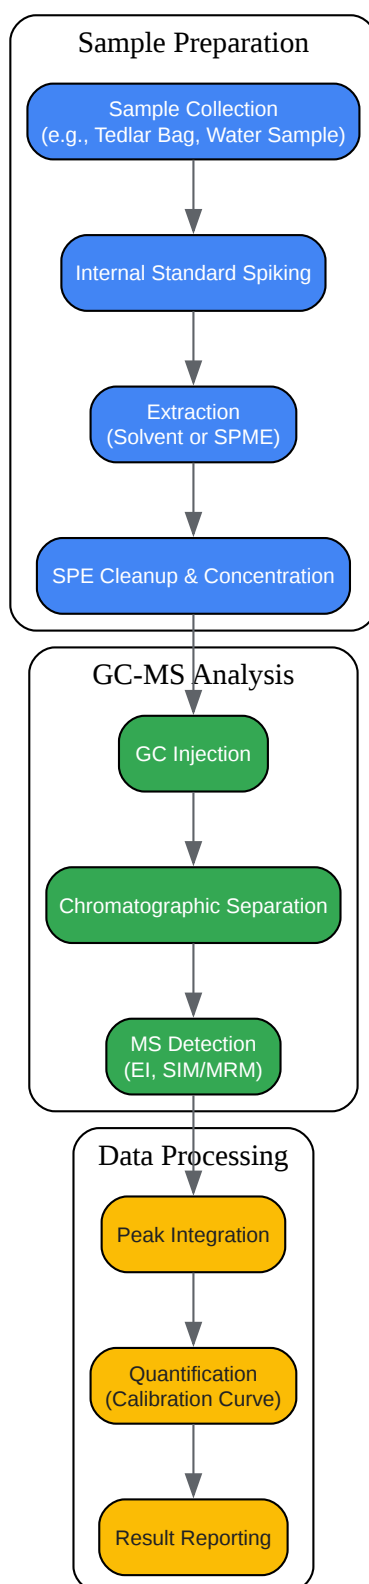 Sample Preparation
Sample Collection
(e.g., Tedlar Bag, Water Sample)
Internal Standard Spiking
Extraction
(Solvent or SPME)
SPE Cleanup & Concentration
GC-MS Analysis
GC Injection
Chromatographic Separation
MS Detection
(EI, SIM/MRM)
Data Processing
Peak Integration
Quantification
(Calibration Curve)
Result Reporting